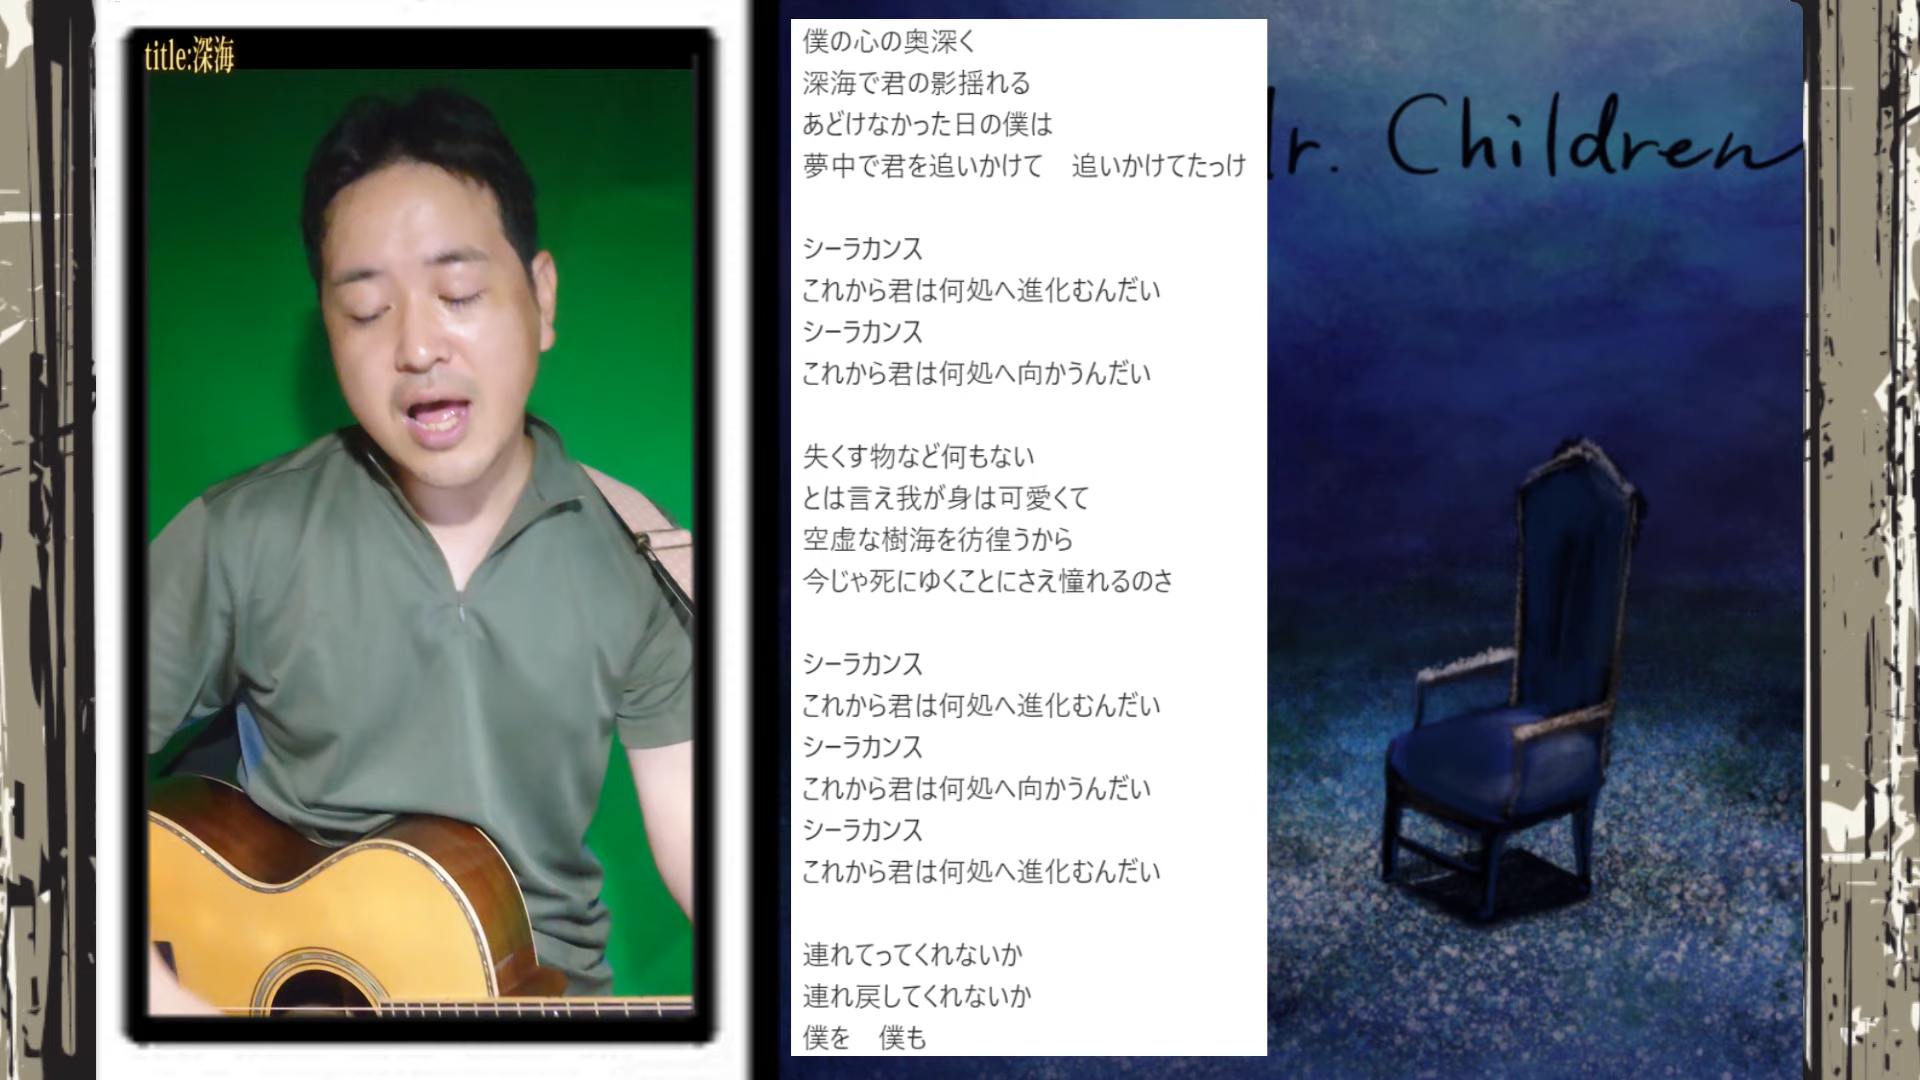 title:深海
僕の心の奥深く
深海で君の影揺れる
あどけなかった日の僕は
夢中で君を追いかけて　追いかけてたっけ
シーラカンス
これから君は何処へ進化むんだい
シーラカンス
これから君は何処へ向かうんだい
失くす物など何もない
とは言え我が身は可愛くて
空虚な樹海を彷徨うから
今じゃ死にゆくことにさえ憧れるのさ
シーラカンス
これから君は何処へ進化むんだい
シーラカンス
これから君は何処へ向かうんだい
シーラカンス
これから君は何処へ進化むんだい
連れてってくれないか
連れ戻してくれないか
僕を　僕も
r. Children